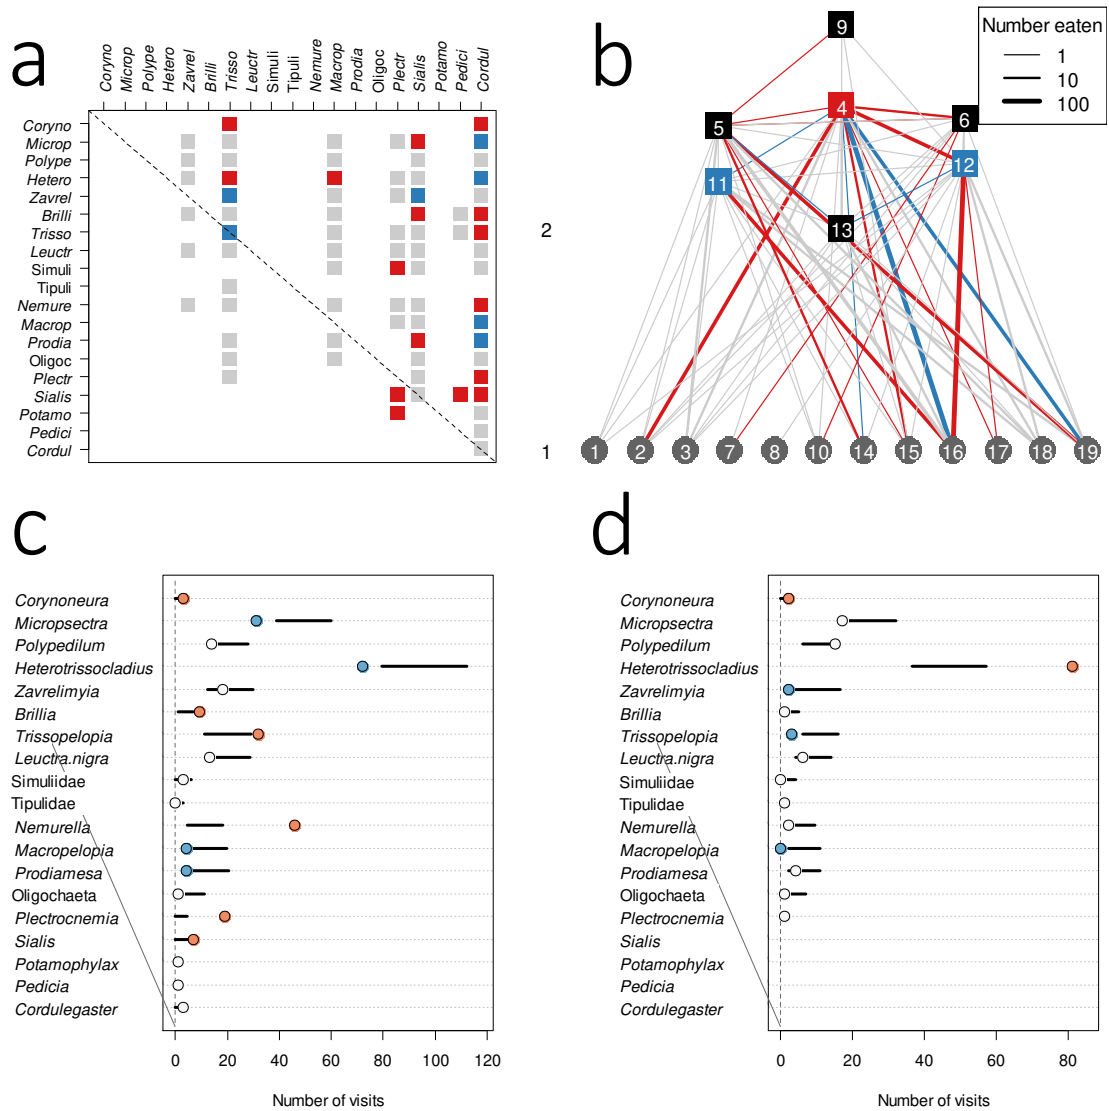 a
Coryno
Microp
Polype
Hetero
Zavrel
Brilli
Trisso
Leuctr
Simuli
Tipuli
Nemure
Macrop
Prodia
Oligoc
Plectr
Sialis
Potamo
Pedici
Cordul
Coryno
Microp
Polype
Hetero
Zavrel
Brilli
Trisso
Leuctr
Simuli
Tipuli
Nemure
Macrop
Prodia
Oligoc
Plectr
Sialis
Potamo
Pedici
Cordul
b
Number eaten
1
10
100
9
4
5
6
12
11
2
13
1
1 2 3 7 8 10 14 15 16 17 18 19
c
Corynoneura
Micropsectra
Polypedilum
Heterotrissocladius
Zavrelimyia
Brillia
Trissopelopia
Leuctra.nigra
Simuliidae
Tipulidae
Nemurella
Macropelopia
Prodiamesa
Oligochaeta
Plectrocnemia
Sialis
Potamophylax
Pedicia
Cordulegaster
0 20 40 60 80 100 120
Number of visits
d
Corynoneura
Micropsectra
Polypedilum
Heterotrissocladius
Zavrelimyia
Brillia
Trissopelopia
Leuctra.nigra
Simuliidae
Tipulidae
Nemurella
Macropelopia
Prodiamesa
Oligochaeta
Plectrocnemia
Sialis
Potamophylax
Pedicia
Cordulegaster
0 20 40 60 80
Number of visits